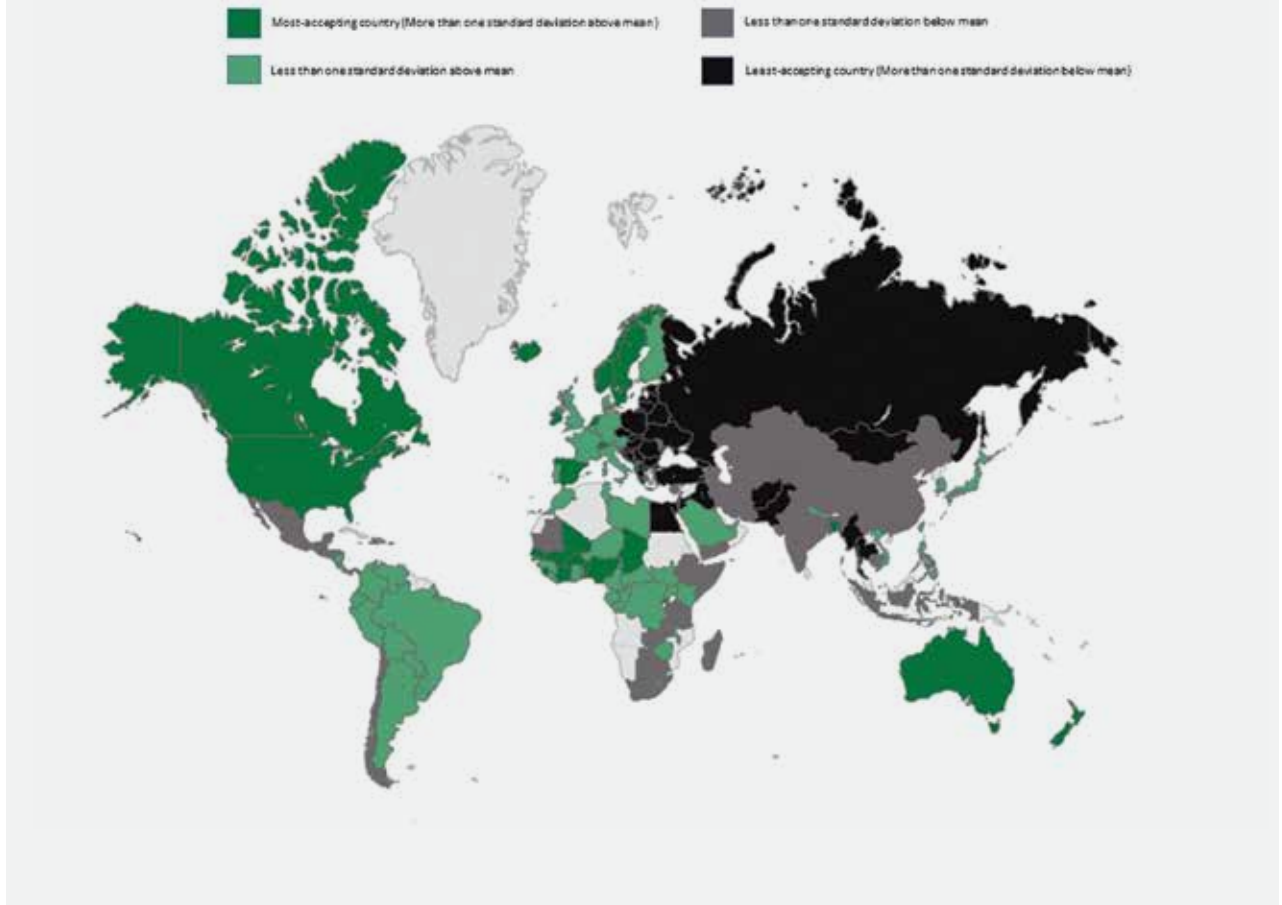 Most-accepting country (More than one standard deviation above mean)
Less than one standard deviation below mean
Less than one standard deviation above mean
Least-accepting country (More than one standard deviation below mean)